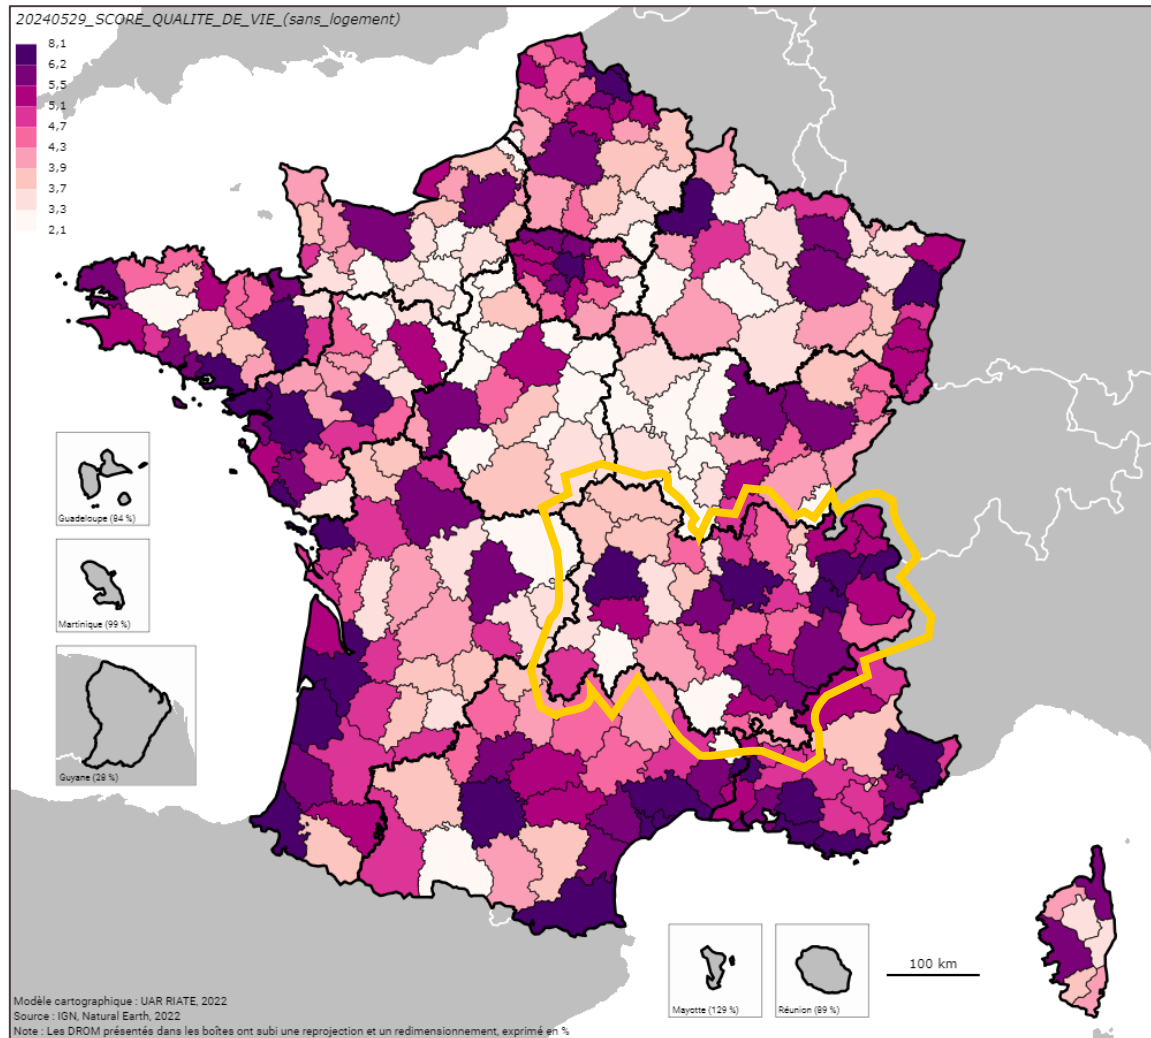 20240529_SCORE_QUALITE_DE_VIE_(sans_logement)
8,1
6,2
5,5
5,1
4,7
4,3
3,9
3,7
3,3
2,1
Guadeloupe (84 %)
Martinique (99 %)
Guyane (28 %)
Mayotte (129 %)
Réunion (89 %)
100 km
Modèle cartographique : UAR RIATE, 2022
Source : IGN, Natural Earth, 2022
Note : Les DROM présentés dans les boîtes ont subi une reprojection et un redimensionnement, exprimé en %